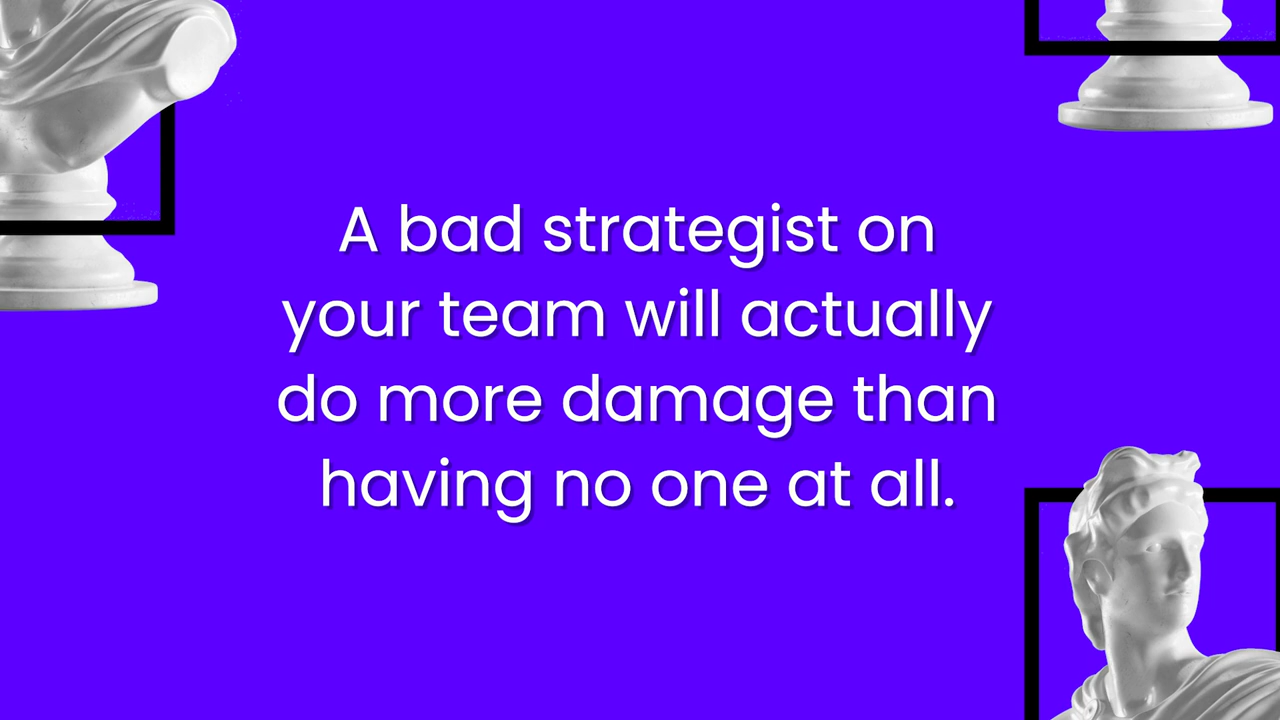 A bad strategist on
your team will actually
do more damage than
having no one at all.